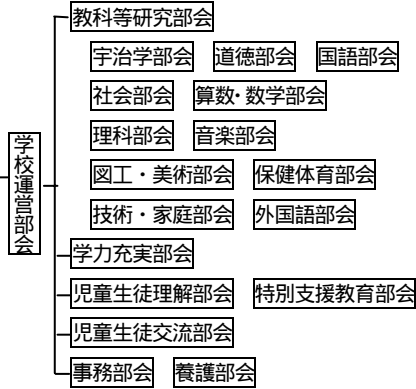 教科等研究部会
宇治学部会 道徳部会 国語部会
社会部会 算数・数学部会
理科部会 音楽部会
図工・美術部会 保健体育部会
学校運営部会
技術・家庭部会 外国語部会
学力充実部会
児童生徒理解部会 特別支援教育部会
児童生徒交流部会
事務部会 養護部会